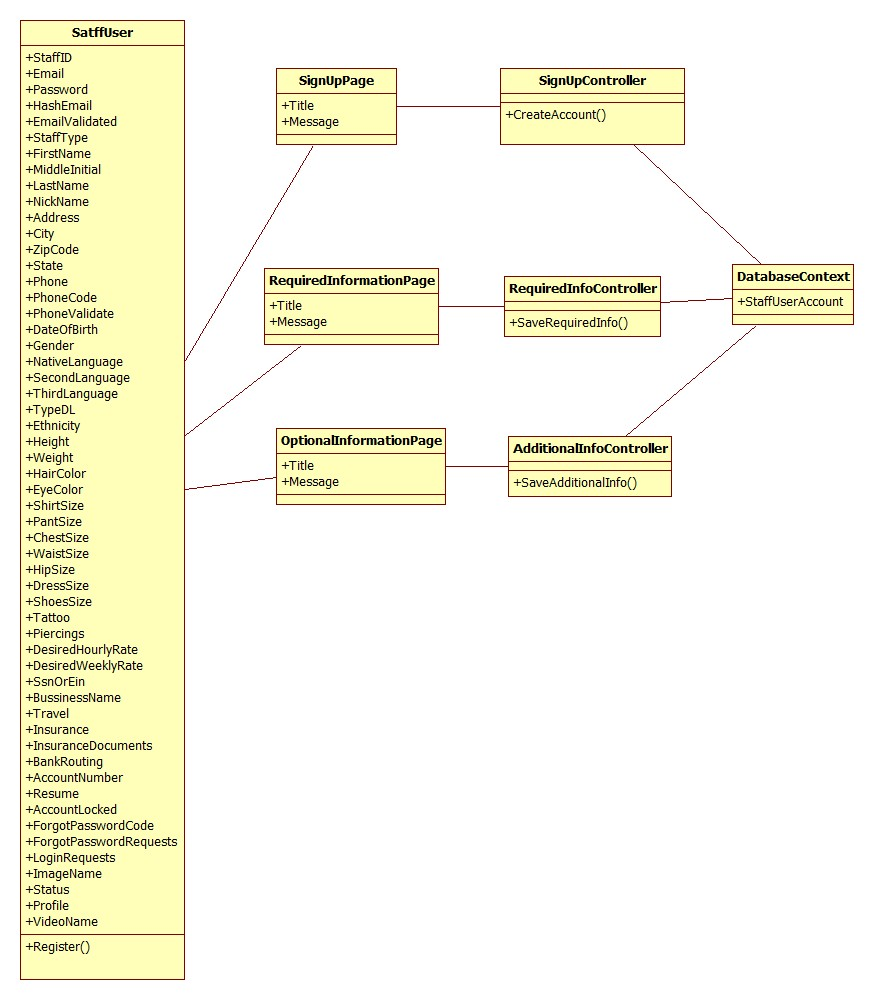 SatffUser
+StaffID
+Email
+Password
+HashEmail
+EmailValidated
+StaffType
+FirstName
+MiddleInitial
+LastName
+NickName
+Address
+City
+ZipCode
+State
+Phone
+PhoneCode
+PhoneValidate
+DateOfBirth
+Gender
+NativeLanguage
+SecondLanguage
+ThirdLanguage
+TypeDL
+Ethnicity
+Height
+Weight
+HairColor
+EyeColor
+ShirtSize
+PantSize
+ChestSize
+WaistSize
+HipSize
+DressSize
+ShoesSize
+Tattoo
+Piercings
+DesiredHourlyRate
+DesiredWeeklyRate
+SsnOrEin
+BussinessName
+Travel
+Insurance
+InsuranceDocuments
+BankRouting
+AccountNumber
+Resume
+AccountLocked
+ForgotPasswordCode
+ForgotPasswordRequests
+LoginRequests
+ImageName
+Status
+Profile
+VideoName
+Register()
SignUpPage
+Title
+Message
SignUpController
+CreateAccount()
RequiredInformationPage
+Title
+Message
RequiredInfoController
+SaveRequiredInfo()
DatabaseContext
+StaffUserAccount
OptionalInformationPage
+Title
+Message
AdditionalInfoController
+SaveAdditionalInfo()